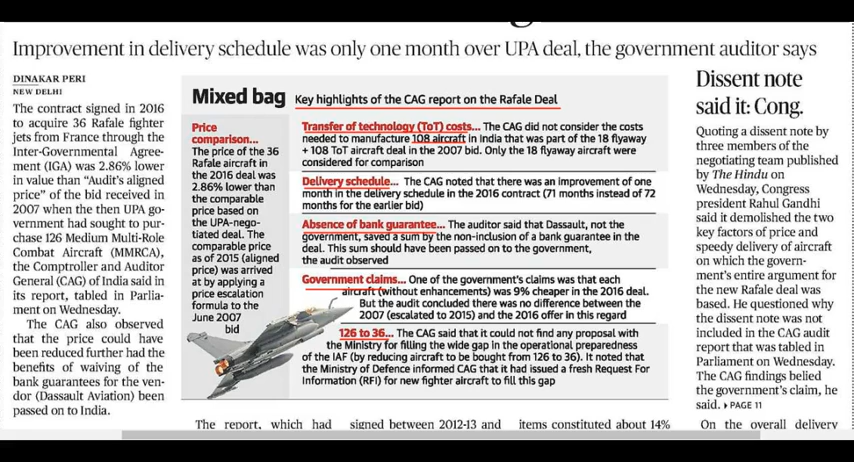 Improvement in delivery schedule was only one month over UPA deal, the government auditor says
DINAKAR PERI
NEW DELHI
The contract signed in 2016
to acquire 36 Rafale fighter
jets from France through the
Inter-Governmental Agree-
ment (IGA) was 2.86% lower
in value than “Audit’s aligned
price” of the bid received in
2007 when the then UPA go-
vernment had sought to pur-
chase 126 Medium Multi-Role
Combat Aircraft (MMRCA),
the Comptroller and Auditor
General (CAG) of India said in
its report, tabled in Parlia-
ment on Wednesday.
The CAG also observed
that the price could have
been reduced further had the
benefits of waiving of the
bank guarantees for the ven-
dor (Dassault Aviation) been
passed on to India.
Mixed bag Key highlights of the CAG report on the Rafale Deal
Price
comparison...
The price of the 36
Rafale aircraft in
the 2016 deal was
2.86% lower than
the comparable
price based on
the UPA-nego-
tiated deal. The
comparable price
as of 2015 (aligned
price) was arrived
at by applying a
price escalation
formula to the
June 2007
bid
Transfer of technology (ToT) costs... The CAG did not consider the costs
needed to manufacture 108 aircraft in India that was part of the 18 flyaway
+ 108 ToT aircraft deal in the 2007 bid. Only the 18 flyaway aircraft were
considered for comparison
Delivery schedule... The CAG noted that there was an improvement of one
month in the delivery schedule in the 2016 contract (71 months instead of 72
months for the earlier bid)
Absence of bank guarantee... The auditor said that Dassault, not the
government, saved a sum by the non-inclusion of a bank guarantee in the
deal. This sum should have been passed on to the government,
the audit observed
Government claims... One of the government’s claims was that each
aircraft (without enhancements) was 9% cheaper in the 2016 deal.
But the audit concluded there was no difference between the
2007 (escalated to 2015) and the 2016 offer in this regard
126 to 36... The CAG said that it could not find any proposal with
the Ministry for filling the wide gap in the operational preparedness
of the IAF (by reducing aircraft to be bought from 126 to 36). It noted that
the Ministry of Defence informed CAG that it had issued a fresh Request For
Information (RFI) for new fighter aircraft to fill this gap
The report, which had
signed between 2012-13 and
items constituted about 14%
Dissent note
said it: Cong.
Quoting a dissent note by
three members of the
negotiating team published
by The Hindu on
Wednesday, Congress
president Rahul Gandhi
said it demolished the two
key factors of price and
speedy delivery of aircraft
on which the govern-
ment’s entire argument for
the new Rafale deal was
based. He questioned why
the dissent note was not
included in the CAG audit
report that was tabled in
Parliament on Wednesday.
The CAG findings belied
the government’s claim, he
said. ▸ PAGE 11
On the overall delivery